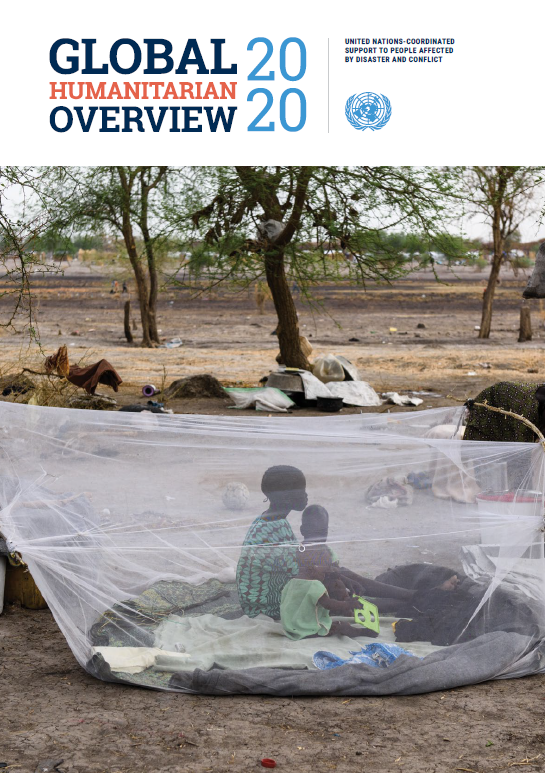 GLOBAL
HUMANITARIAN
OVERVIEW
20
20
UNITED NATIONS-COORDINATED
SUPPORT TO PEOPLE AFFECTED
BY DISASTER AND CONFLICT